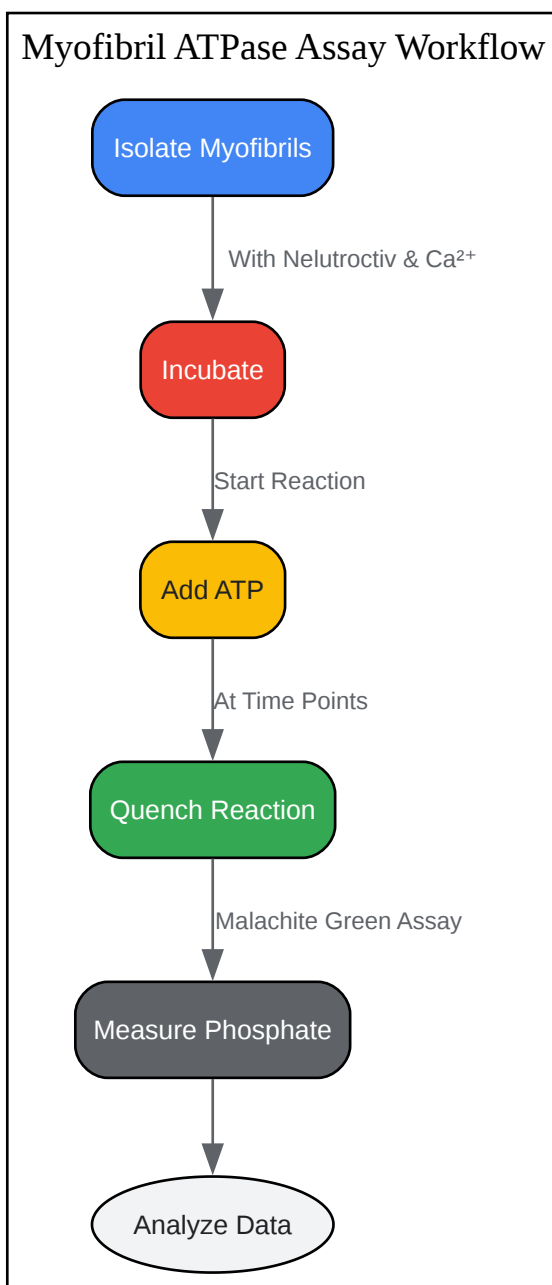 Myofibril ATPase Assay Workflow
Isolate Myofibrils
With Nelutroctiv & Ca²⁺
Incubate
Start Reaction
Add ATP
At Time Points
Quench Reaction
Malachite Green Assay
Measure Phosphate
Analyze Data